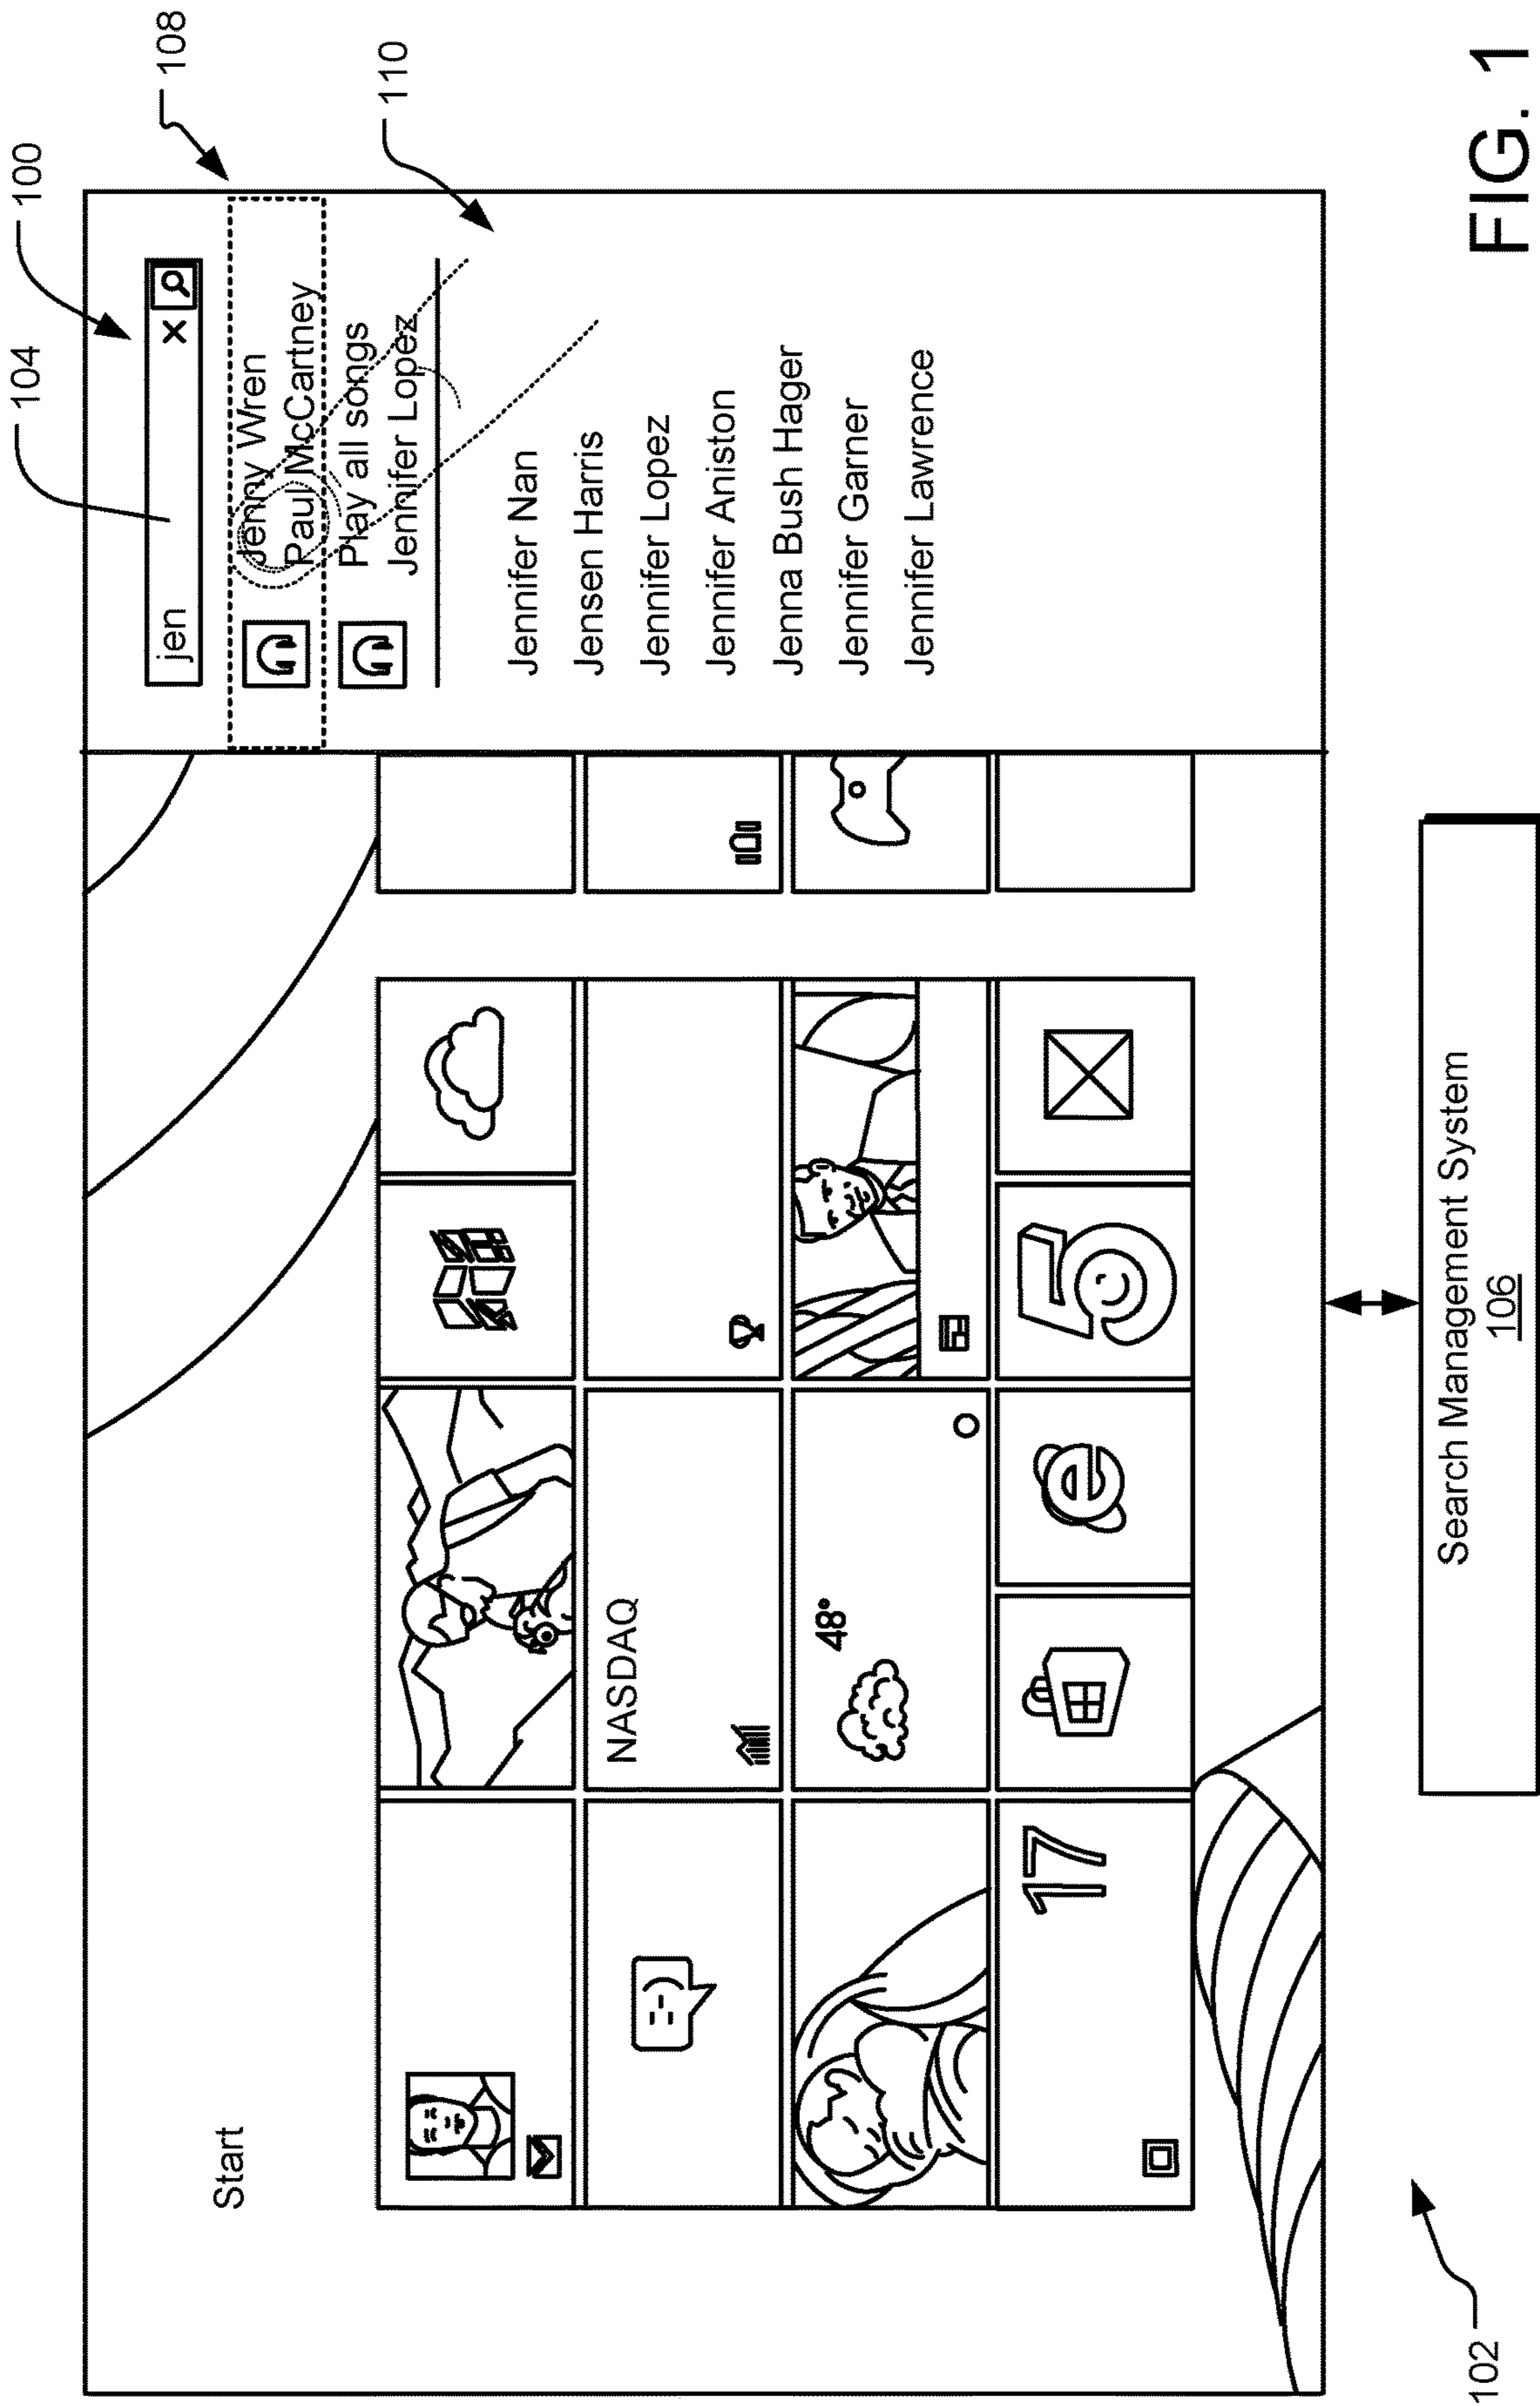 100
104
108
110
Start
jen
Jenny Wren
Paul McCartney
Play all songs
Jennifer Lopez
Jennifer Nan
Jensen Harris
Jennifer Lopez
Jennifer Aniston
Jenna Bush Hager
Jennifer Garner
Jennifer Lawrence
NASDAQ
48°
:-)
17
5
e
102
Search Management System
106
FIG. 1